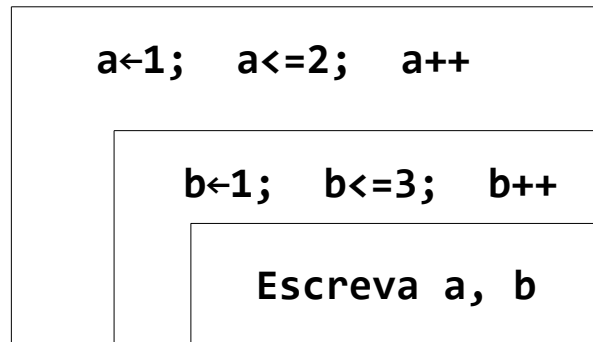 a←1; a<=2; a++
b←1; b<=3; b++
Escreva a, b